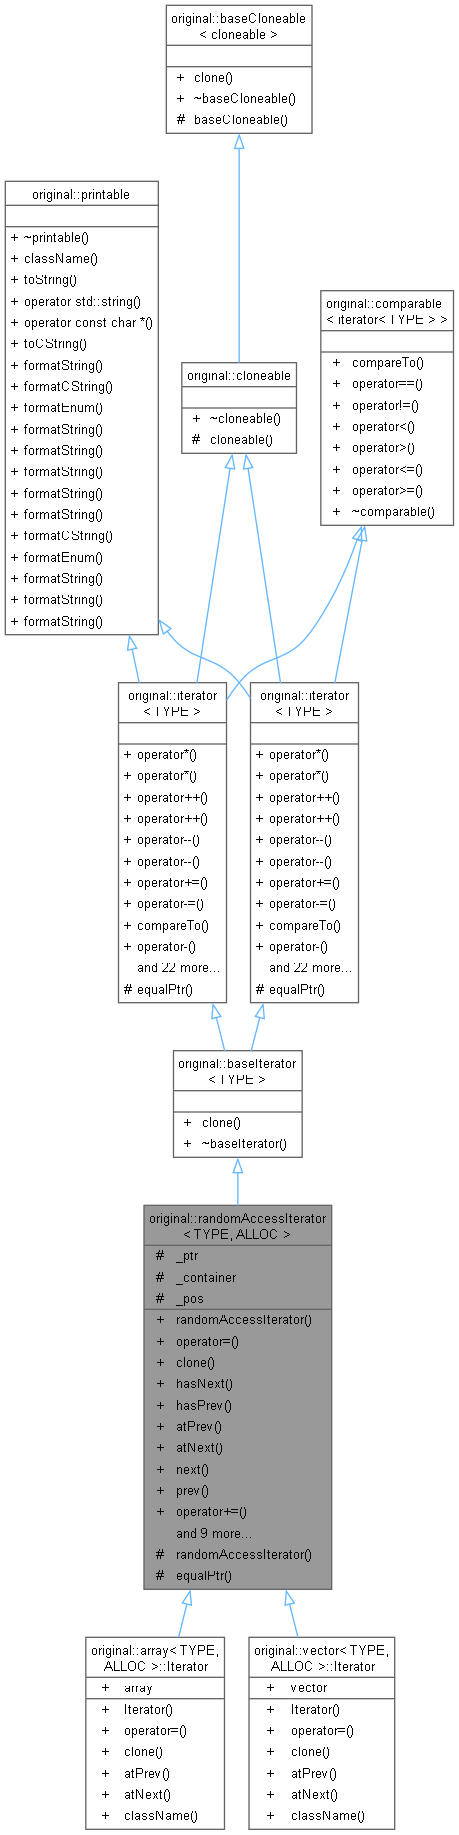 original::baseCloneable
< cloneable >
+ clone()
+ ~baseCloneable()
# baseCloneable()
original::printable
+ ~printable()
+ className()
+ toString()
+ operator std::string()
+ operator const char *()
+ toCString()
+ formatString()
+ formatCString()
+ formatEnum()
+ formatString()
+ formatString()
+ formatString()
+ formatString()
+ formatString()
+ formatCString()
+ formatEnum()
+ formatString()
+ formatString()
+ formatString()
original::comparable
< iterator< TYPE > >
+ compareTo()
+ operator==()
+ operator!=()
+ operator<()
+ operator>()
+ operator<=()
+ operator>=()
+ ~comparable()
original::cloneable
+ ~cloneable()
# cloneable()
original::iterator
< TYPE >
+ operator*()
+ operator*()
+ operator++()
+ operator++()
+ operator--()
+ operator--()
+ operator+=()
+ operator-=()
+ compareTo()
+ operator-()
and 22 more...
# equalPtr()
original::iterator
< TYPE >
+ operator*()
+ operator*()
+ operator++()
+ operator++()
+ operator--()
+ operator--()
+ operator+=()
+ operator-=()
+ compareTo()
+ operator-()
and 22 more...
# equalPtr()
original::baseIterator
< TYPE >
+ clone()
+ ~baseIterator()
original::randomAccessIterator
< TYPE, ALLOC >
# _ptr
# _container
# _pos
+ randomAccessIterator()
+ operator=()
+ clone()
+ hasNext()
+ hasPrev()
+ atPrev()
+ atNext()
+ next()
+ prev()
+ operator+=()
and 9 more...
# randomAccessIterator()
# equalPtr()
original::array< TYPE,
ALLOC >::Iterator
+ array
+ Iterator()
+ operator=()
+ clone()
+ atPrev()
+ atNext()
+ className()
original::vector< TYPE,
ALLOC >::Iterator
+ vector
+ Iterator()
+ operator=()
+ clone()
+ atPrev()
+ atNext()
+ className()